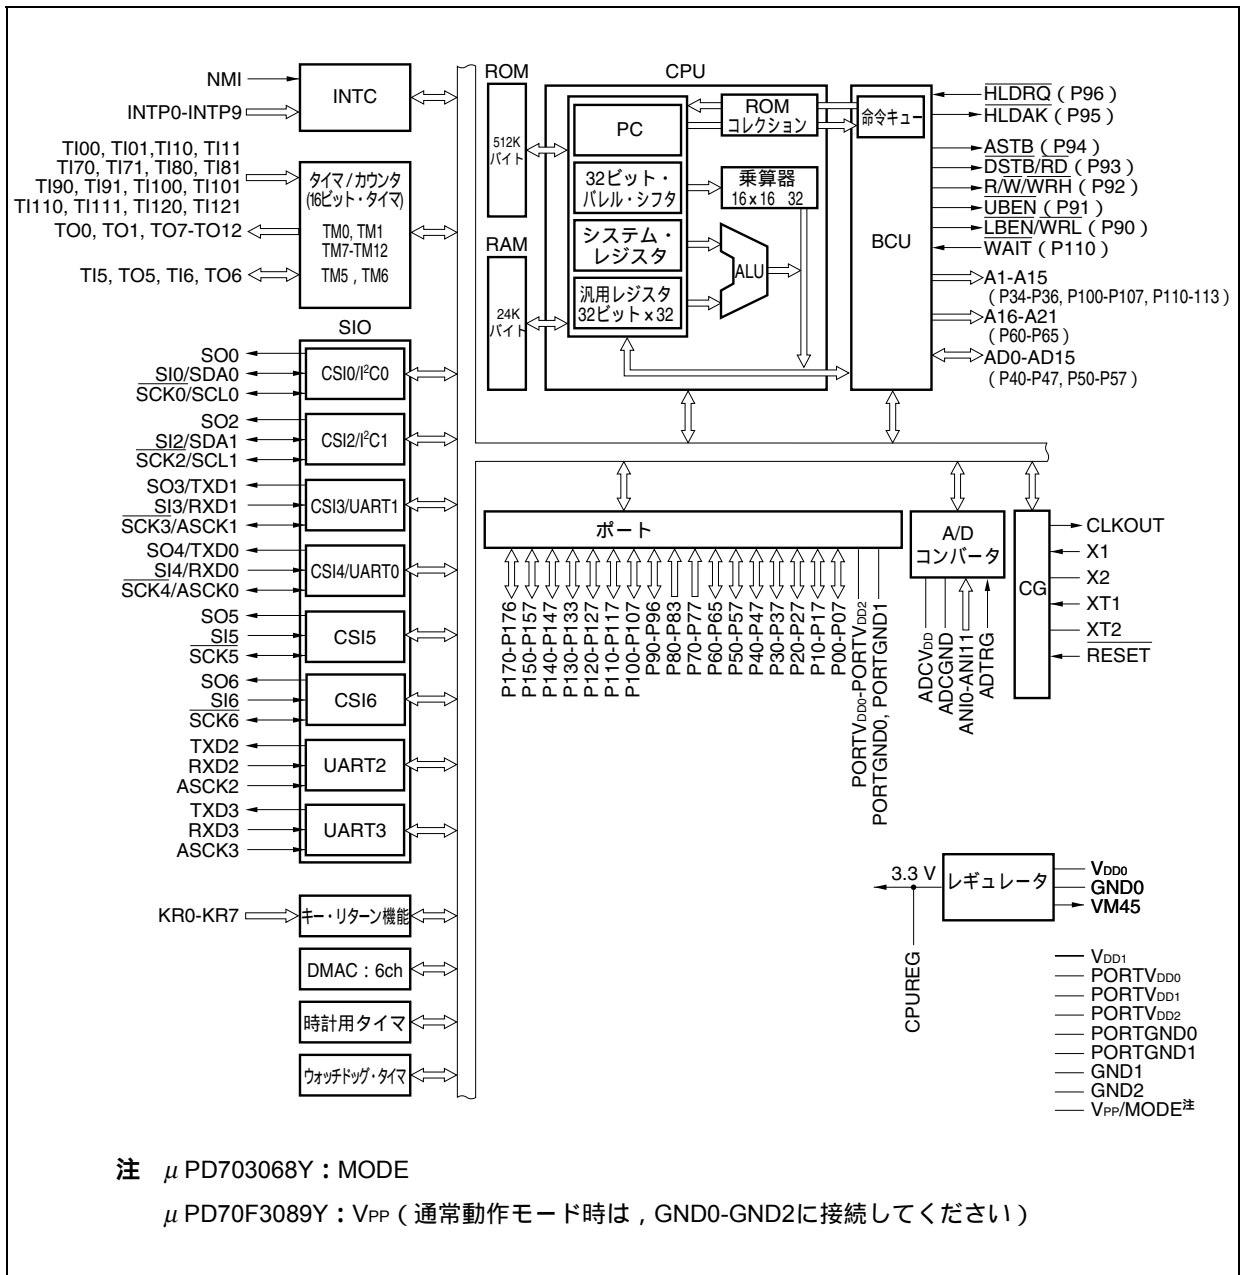 NMI
INTP0-INTP9
INTC
TI00, TI01,TI10, TI11
TI70, TI71, TI80, TI81
TI90, TI91, TI100, TI101
TI110, TI111, TI120, TI121
TO0, TO1, TO7-TO12
TI5, TO5, TI6, TO6
タイマ / カウンタ
(16ビット・タイマ)
TM0, TM1
TM7-TM12
TM5 , TM6
SIO
SO0
SI0/SDA0
SCK0/SCL0
CSI0/I²C0
SO2
SI2/SDA1
SCK2/SCL1
CSI2/I²C1
SO3/TXD1
SI3/RXD1
SCK3/ASCK1
CSI3/UART1
SO4/TXD0
SI4/RXD0
SCK4/ASCK0
CSI4/UART0
SO5
SI5
SCK5
CSI5
SO6
SI6
SCK6
CSI6
TXD2
RXD2
ASCK2
UART2
TXD3
RXD3
ASCK3
UART3
KR0-KR7
キー・リターン機能
DMAC : 6ch
時計用タイマ
ウォッチドッグ・タイマ
ROM
512K
バイト
RAM
24K
バイト
CPU
PC
32ビット・
バレル・シフタ
システム・
レジスタ
汎用レジスタ
32ビット×32
ROM
コレクション
乗算器
16×16 32
ALU
命令キュー
BCU
HLDRQ ( P96 )
HLDAK ( P95 )
ASTB ( P94 )
DSTB/RD ( P93 )
R/W/WRH ( P92 )
UBEN ( P91 )
LBEN/WRL ( P90 )
WAIT ( P110 )
A1-A15
( P34-P36, P100-P107, P110-113 )
A16-A21
( P60-P65 )
AD0-AD15
( P40-P47, P50-P57 )
ポート
P170-P176
P150-P157
P140-P147
P130-P133
P120-P127
P110-P117
P100-P107
P90-P96
P80-P83
P70-P77
P60-P65
P50-P57
P40-P47
P30-P37
P20-P27
P10-P17
P00-P07
PORTVDD0-PORTVDD2
PORTGND0, PORTGND1
A/D
コンバータ
ADCVDD
ADCGND
ANI0-ANI11
ADTRG
CG
CLKOUT
X1
X2
XT1
XT2
RESET
3.3 V
レギュレータ
VDD0
GND0
VM45
CPUREG
VDD1
PORTVDD0
PORTVDD1
PORTVDD2
PORTGND0
PORTGND1
GND1
GND2
VPP/MODE注
注 μ PD703068Y : MODE
μ PD70F3089Y : VPP ( 通常動作モード時は , GND0-GND2に接続してください )